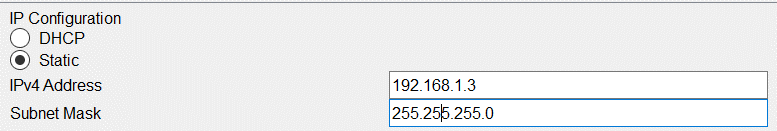 IP Configuration
DHCP
Static
IPv4 Address 192.168.1.3
Subnet Mask 255.255.255.0